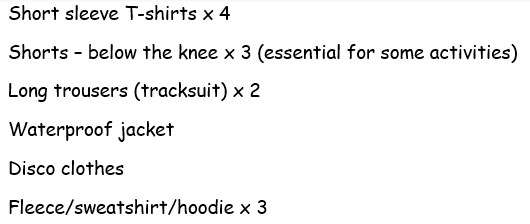 Short sleeve T-shirts x 4
Shorts – below the knee x 3 (essential for some activities)
Long trousers (tracksuit) x 2
Waterproof jacket
Disco clothes
Fleece/sweatshirt/hoodie x 3